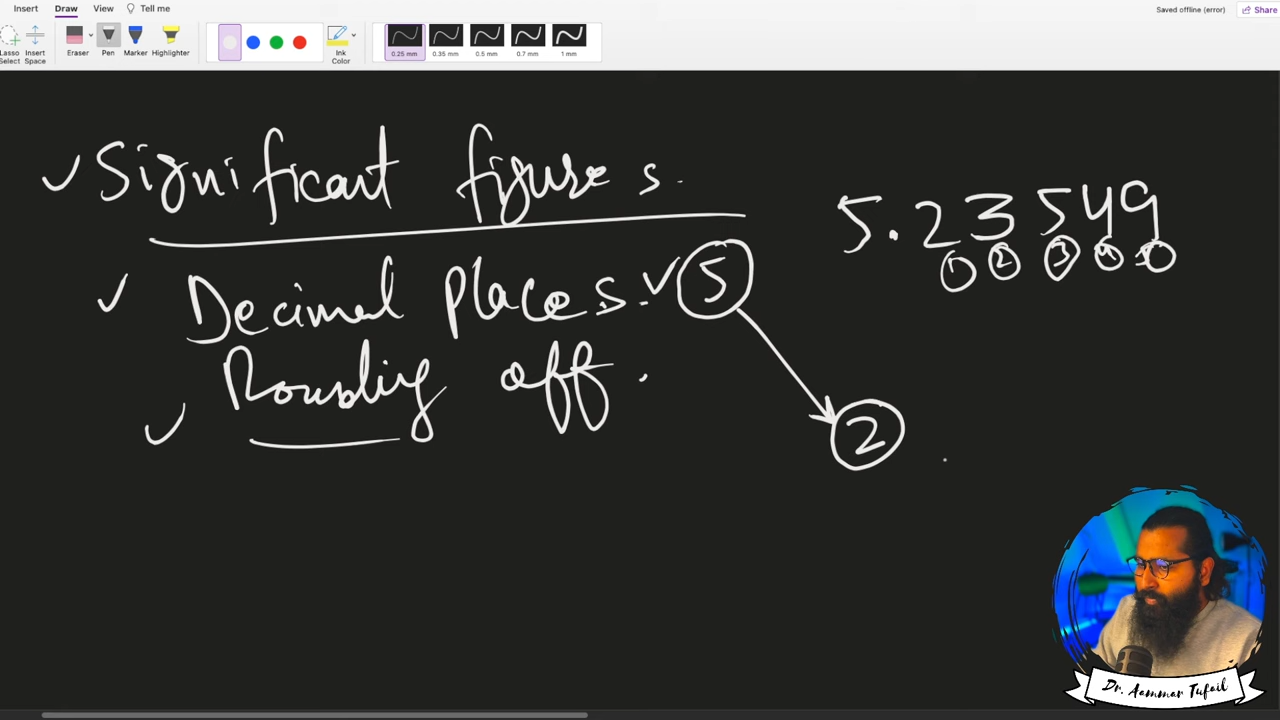 Insert Draw View Tell me
Saved offline (error) Share
Lasso Select Insert Space Eraser Pen Marker Highlighter Ink Color 0.25 mm 0.35 mm 0.5 mm 0.7 mm 1 mm
Significant figures.
5.23549
1 2 3 4 5
Decimal Places. 5
Rounding off.
2
Dr. Aammar Tufail